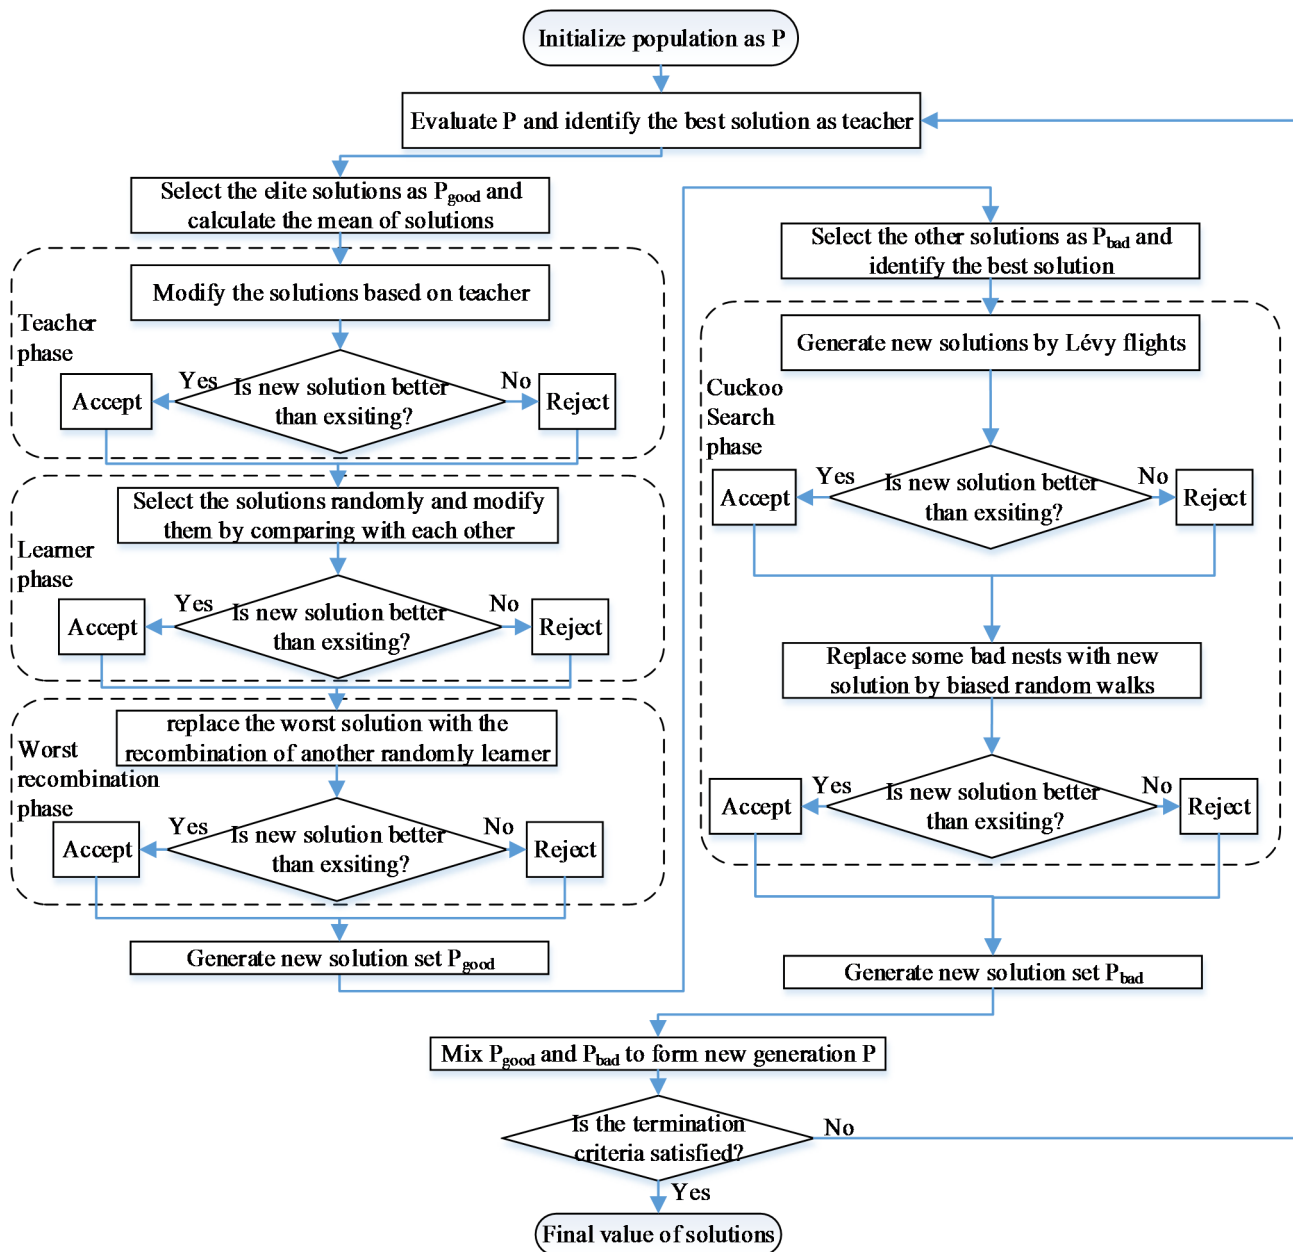 Initialize population as P
Evaluate P and identify the best solution as teacher
Select the elite solutions as Pgood and
calculate the mean of solutions
Teacher
phase
Modify the solutions based on teacher
Is new solution better
than exsiting?
Yes
No
Accept
Reject
Learner
phase
Select the solutions randomly and modify
them by comparing with each other
Is new solution better
than exsiting?
Yes
No
Accept
Reject
Worst
recombination
phase
replace the worst solution with the
recombination of another randomly learner
Is new solution better
than exsiting?
Yes
No
Accept
Reject
Generate new solution set Pgood
Select the other solutions as Pbad and
identify the best solution
Cuckoo
Search
phase
Generate new solutions by Lévy flights
Is new solution better
than exsiting?
Yes
No
Accept
Reject
Replace some bad nests with new
solution by biased random walks
Is new solution better
than exsiting?
Yes
No
Accept
Reject
Generate new solution set Pbad
Mix Pgood and Pbad to form new generation P
Is the termination
criteria satisfied?
No
Yes
Final value of solutions